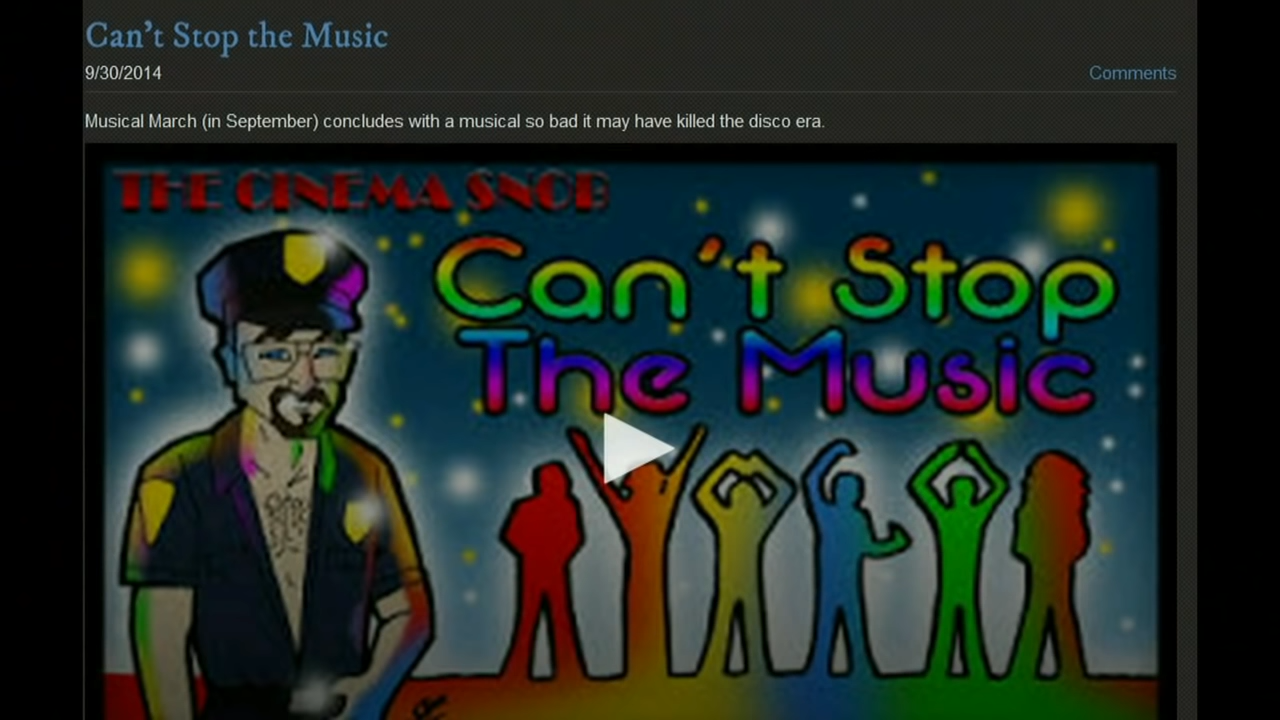 Can't Stop the Music
9/30/2014
Comments
Musical March (in September) concludes with a musical so bad it may have killed the disco era.
THE CINEMA SNOB
Can't Stop
The Music